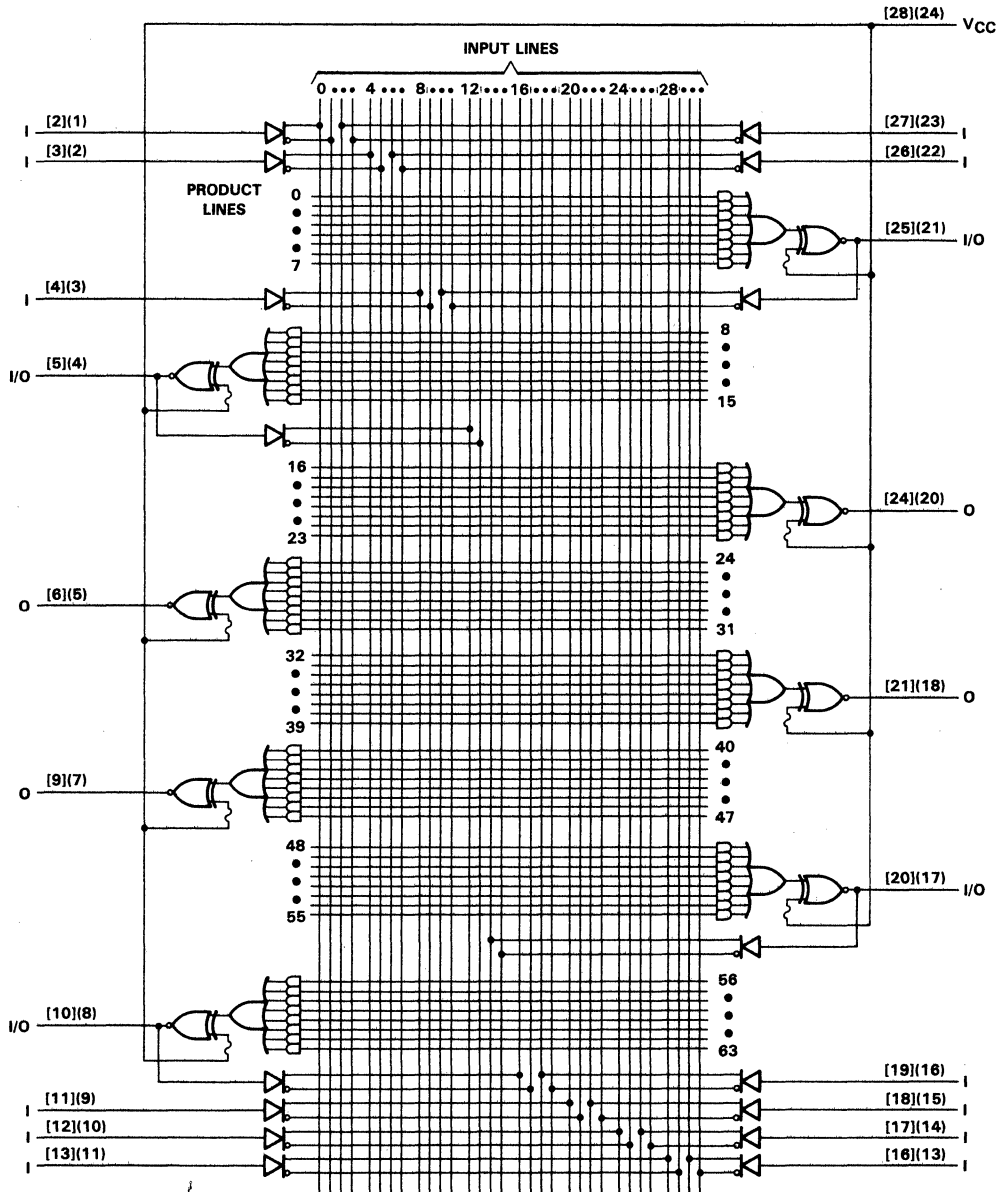 [28](24) VCC
INPUT LINES
0 4 8 12 16 20 24 28
I [2](1) [27](23) I
I [3](2) [26](22) I
PRODUCT LINES
0
7
[25](21) I/O
I [4](3)
8
15
I/O [5](4)
16
23
[24](20) O
24
31
O [6](5)
32
39
[21](18) O
40
47
O [9](7)
48
55
[20](17) I/O
56
63
I/O [10](8)
[19](16) I
I [11](9) [18](15) I
I [12](10) [17](14) I
I [13](11) [16](13) I